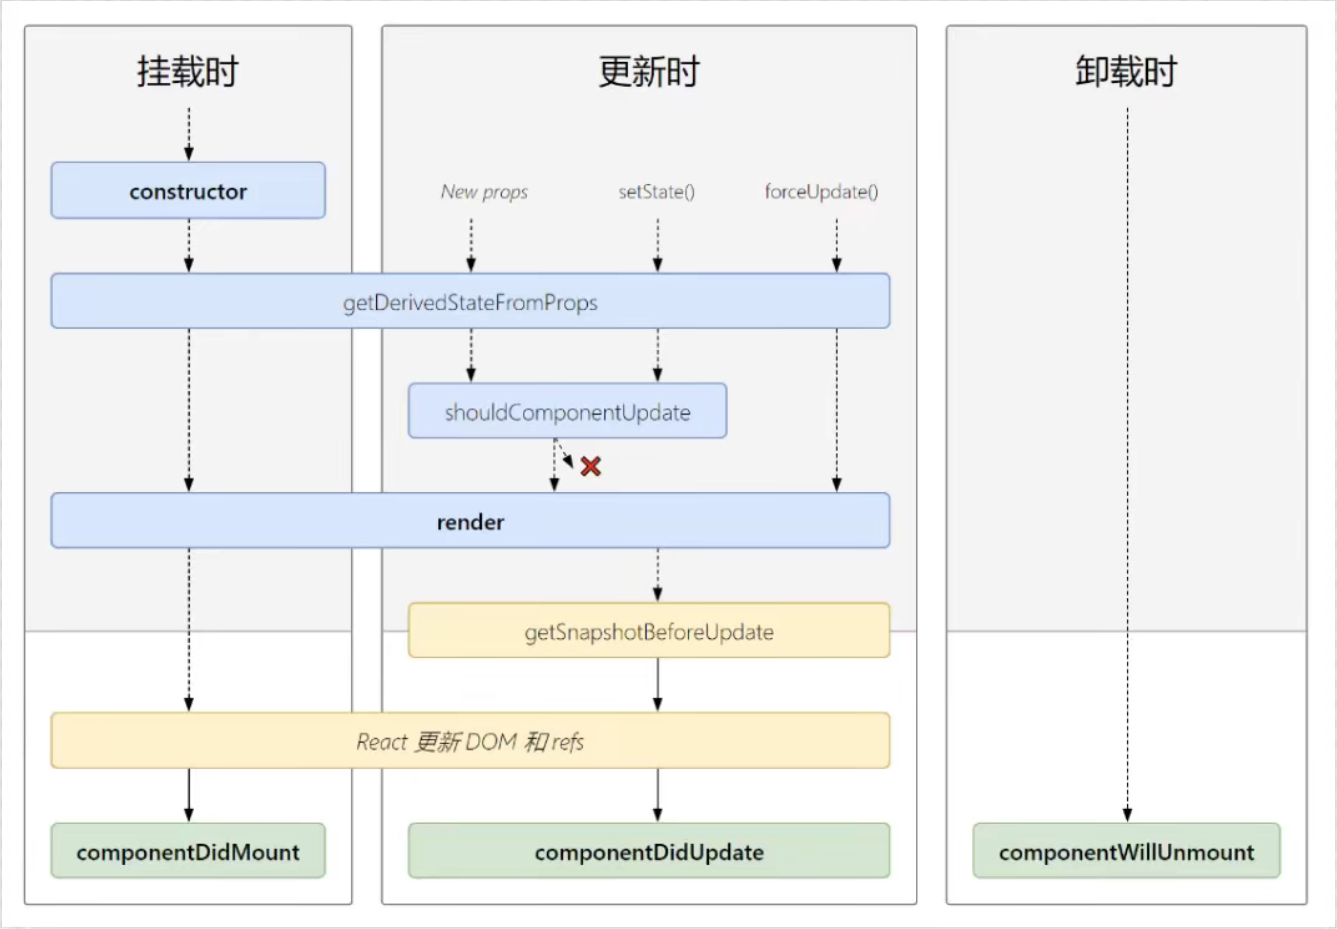 挂载时
更新时
卸载时
constructor
New props
setState()
forceUpdate()
getDerivedStateFromProps
shouldComponentUpdate
render
getSnapshotBeforeUpdate
React 更新 DOM 和 refs
componentDidMount
componentDidUpdate
componentWillUnmount